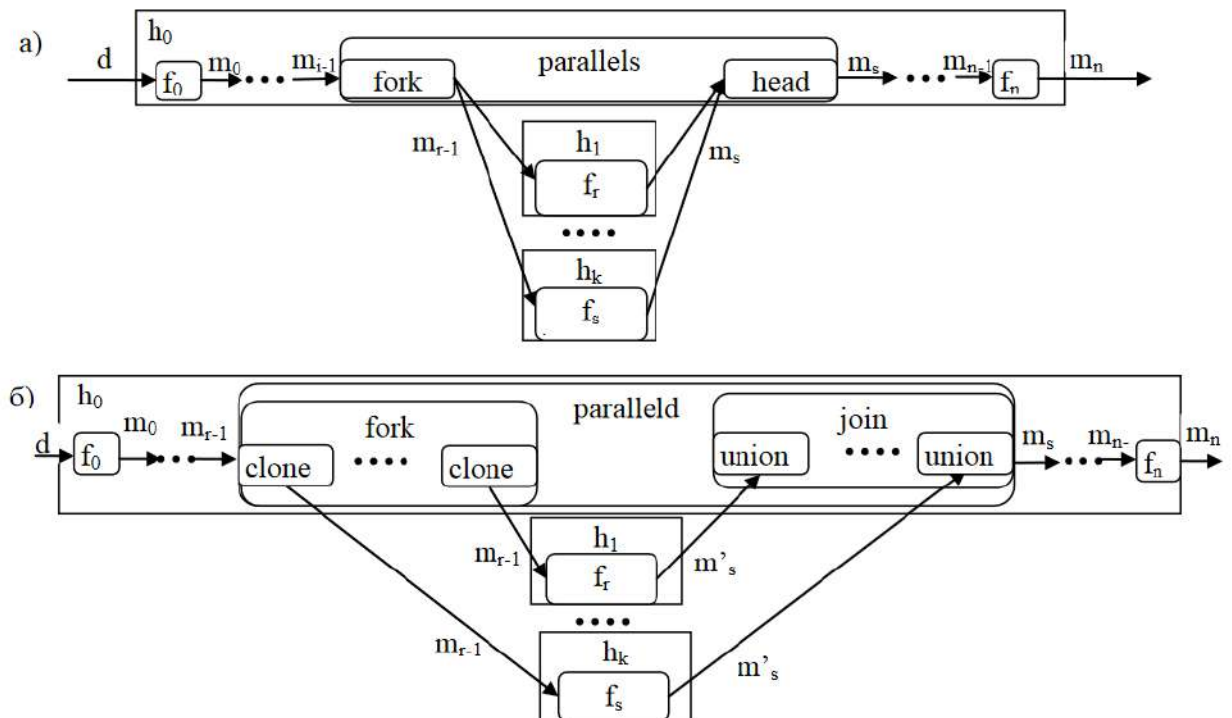 а)
h₀
d
f₀
m₀
mᵢ₋₁
parallels
fork
head
mₛ
mₙ₋₁
fₙ
mₙ
mᵣ₋₁
mₛ
h₁
fᵣ
hₖ
fₛ
б)
h₀
d
f₀
m₀
mᵣ₋₁
paralleld
fork
clone
clone
join
union
union
mₛ
mₙ₋
fₙ
mₙ
mᵣ₋₁
h₁
fᵣ
m’ₛ
mᵣ₋₁
hₖ
fₛ
m’ₛ